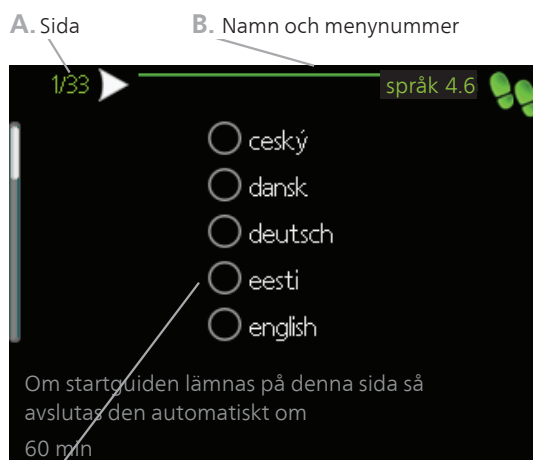 A. Sida
B. Namn och menynummer
1/33
språk 4.6
ceský
dansk
deutsch
eesti
english
Om startguiden lämnas på denna sida så
avslutas den automatiskt om
60 min